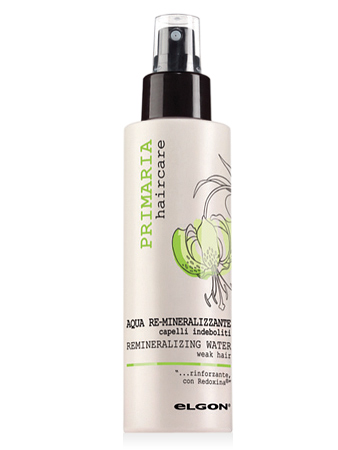 PRIMARIA
haircare
AQUA RE-MINERALIZZANTE
capelli indeboliti
REMINERALIZING WATER
weak hair
"...rinforzante,
con Redoxina®"
eLGON®